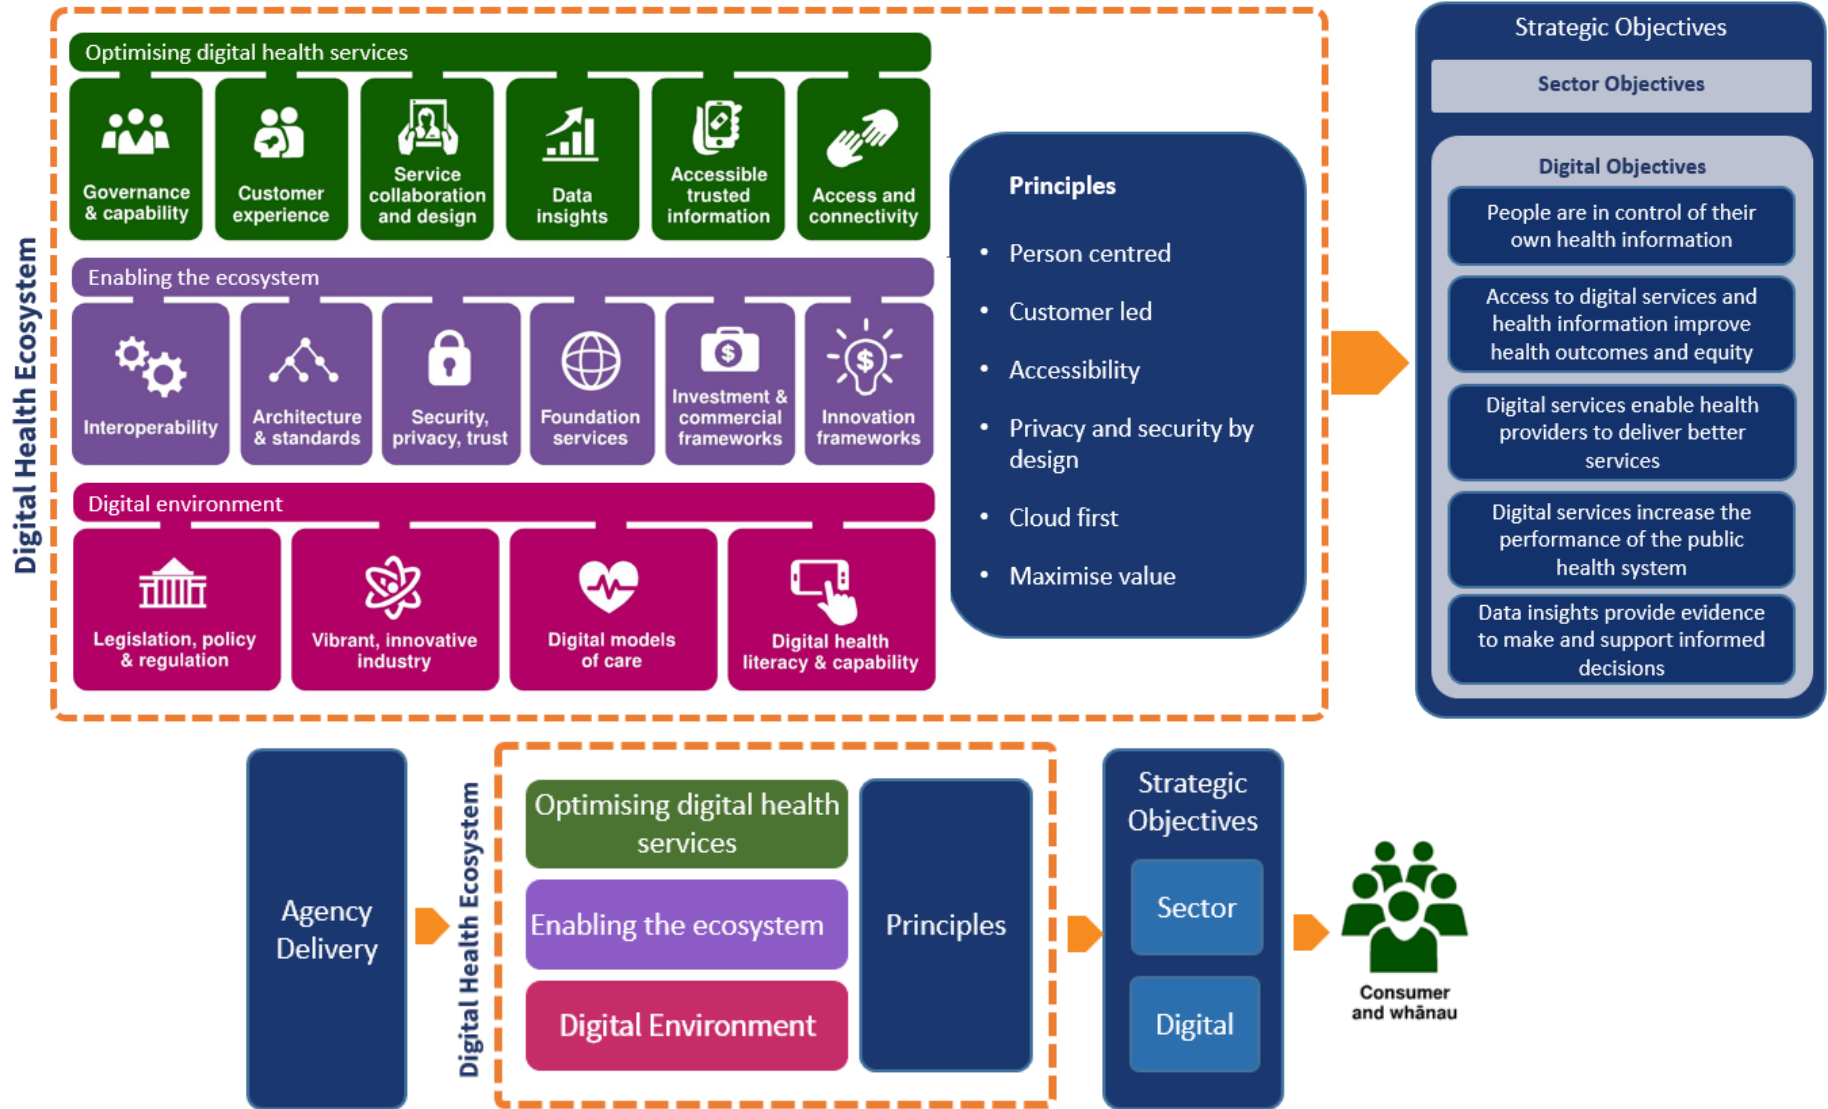 Digital Health Ecosystem
Optimising digital health services
Governance
& capability
Customer
experience
Service
collaboration
and design
Data
insights
Accessible
trusted
information
Access and
connectivity
Enabling the ecosystem
Interoperability
Architecture
& standards
Security,
privacy, trust
Foundation
services
Investment &
commercial
frameworks
Innovation
frameworks
Digital environment
Legislation, policy
& regulation
Vibrant, innovative
industry
Digital models
of care
Digital health
literacy & capability
Principles
• Person centred
• Customer led
• Accessibility
• Privacy and security by
design
• Cloud first
• Maximise value
Strategic Objectives
Sector Objectives
Digital Objectives
People are in control of their
own health information
Access to digital services and
health information improve
health outcomes and equity
Digital services enable health
providers to deliver better
services
Digital services increase the
performance of the public
health system
Data insights provide evidence
to make and support informed
decisions
Agency
Delivery
Digital Health Ecosystem
Optimising digital health
services
Enabling the ecosystem
Digital Environment
Principles
Strategic
Objectives
Sector
Digital
Consumer
and whānau